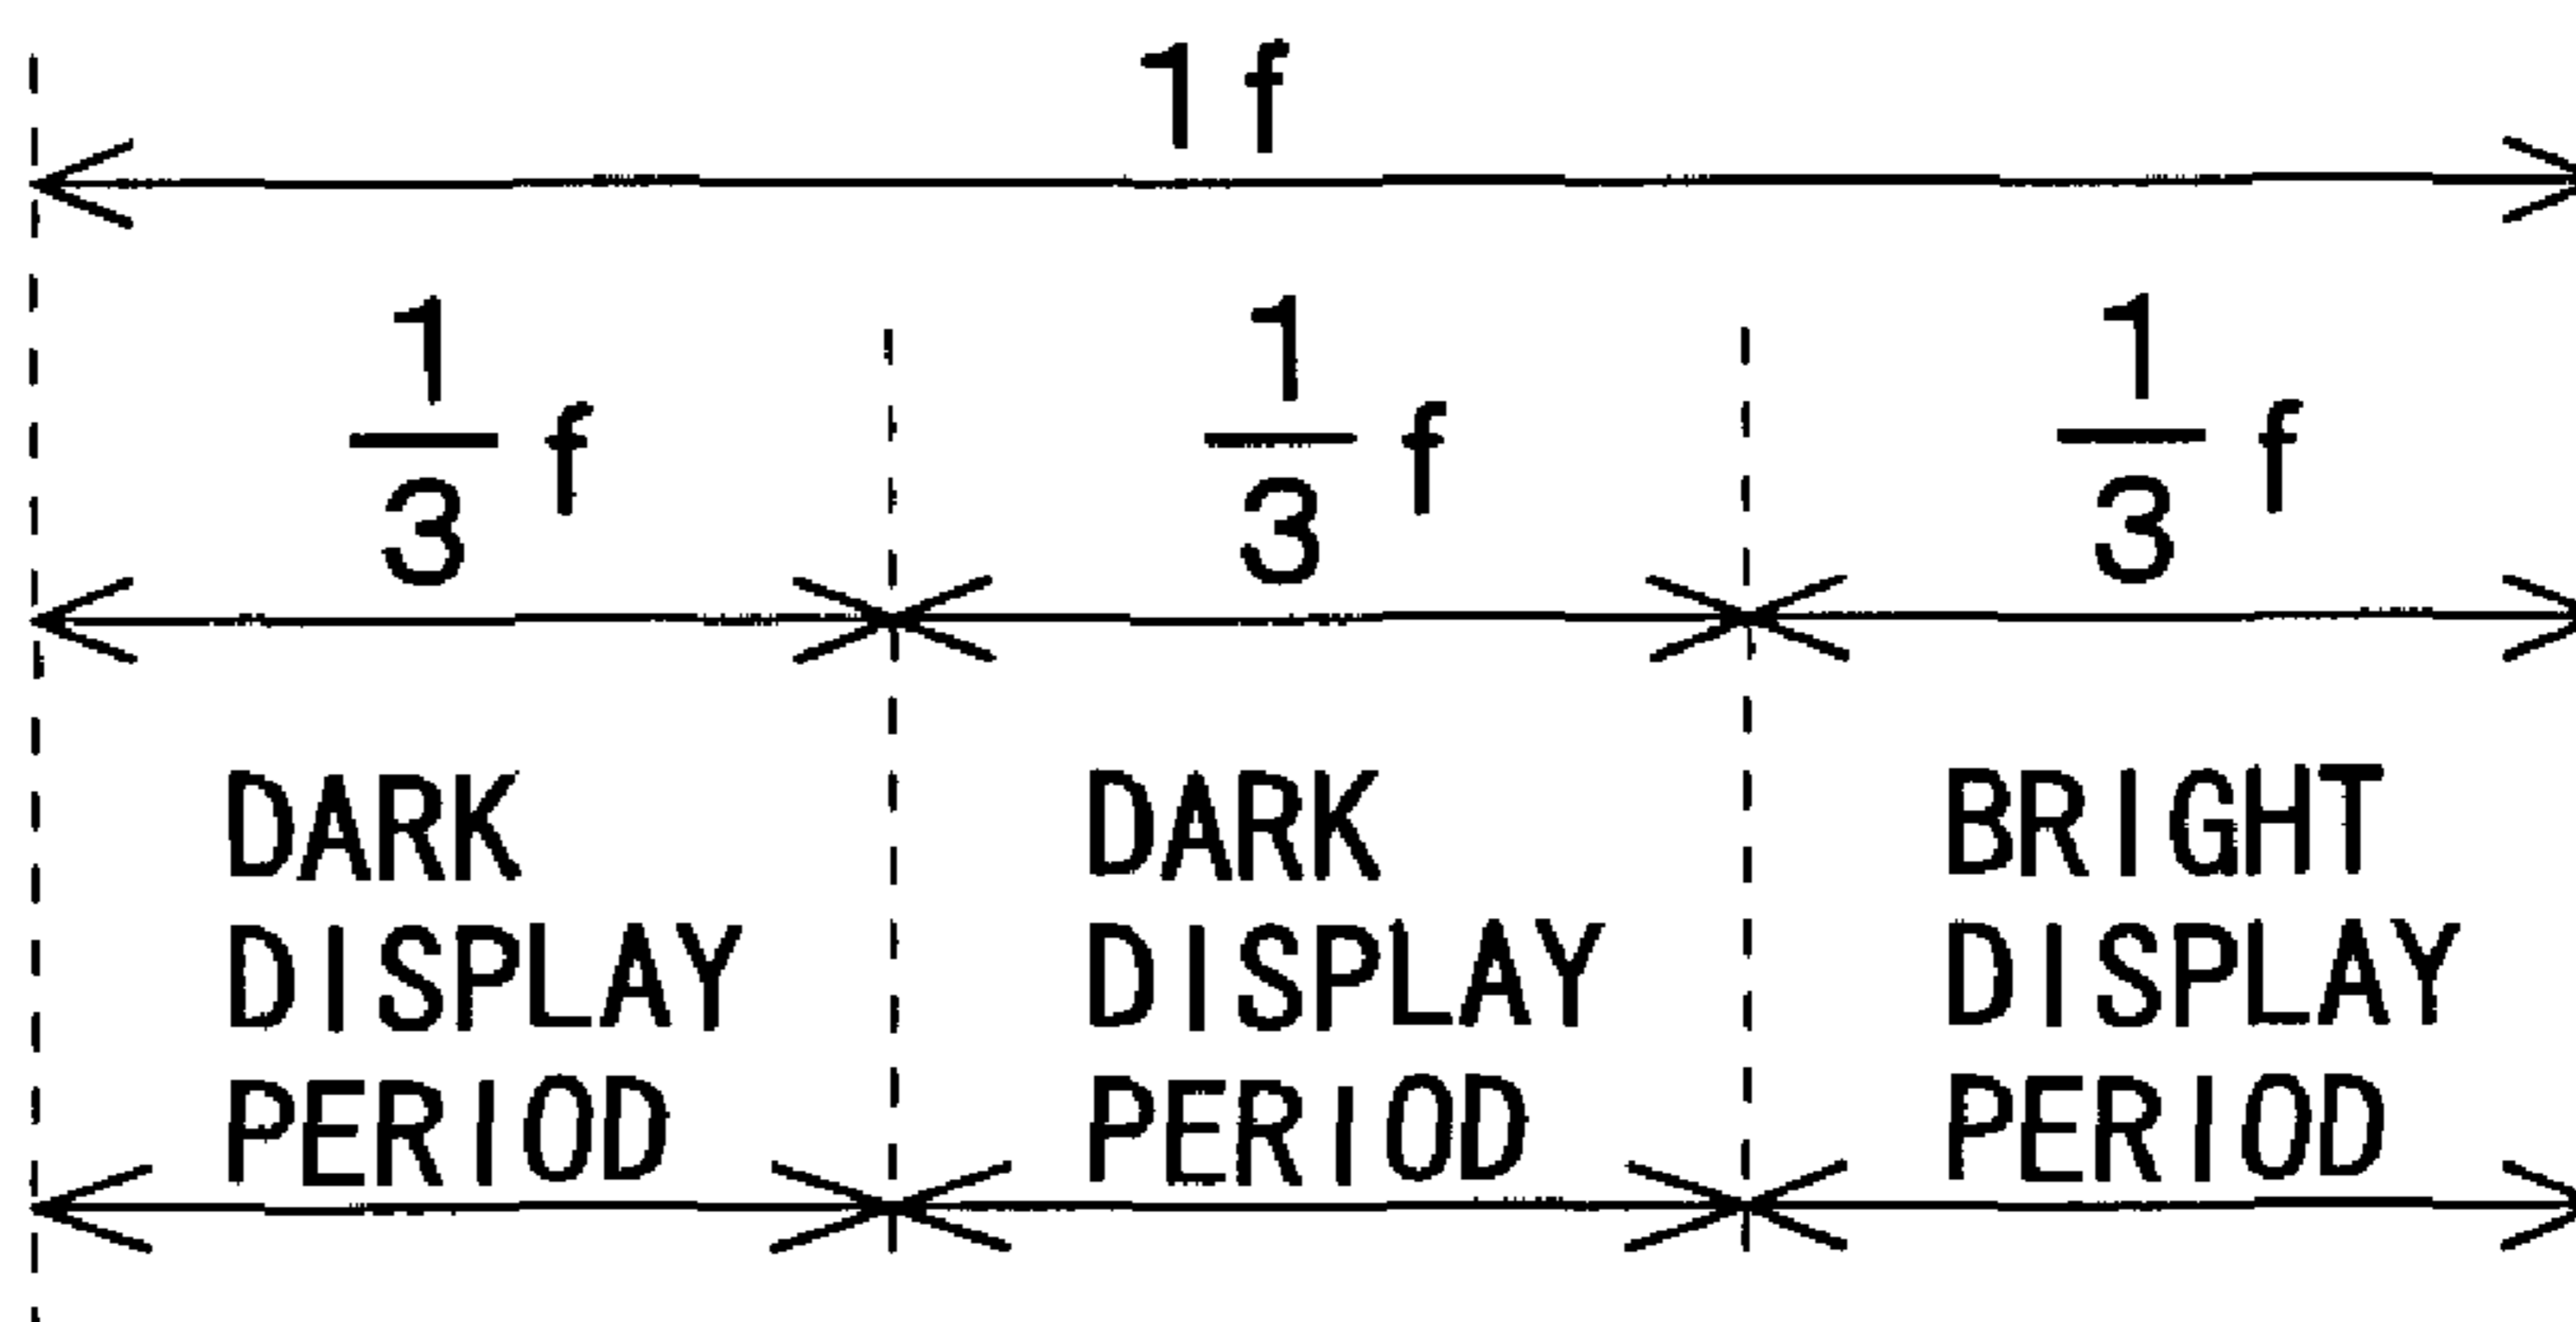 1f
1/3 f 1/3 f 1/3 f
DARK DISPLAY PERIOD
DARK DISPLAY PERIOD
BRIGHT DISPLAY PERIOD